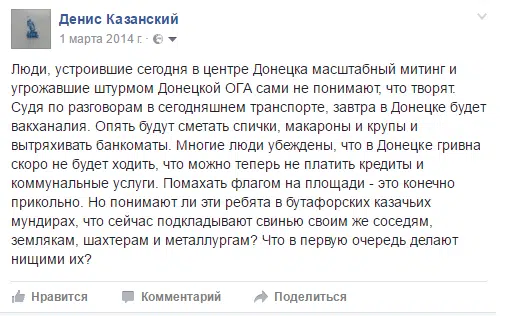 Денис Казанский
1 марта 2014 г. ·
Люди, устроившие сегодня в центре Донецка масштабный митинг и
угрожавшие штурмом Донецкой ОГА сами не понимают, что творят.
Судя по разговорам в сегодняшнем транспорте, завтра в Донецке будет
вакханалия. Опять будут сметать спички, макароны и крупы и
вытряхивать банкоматы. Многие люди убеждены, что в Донецке гривна
скоро не будет ходить, что можно теперь не платить кредиты и
коммунальные услуги. Помахать флагом на площади - это конечно
прикольно. Но понимают ли эти ребята в бутафорских казачьих
мундирах, что сейчас подкладывают свинью своим же соседям,
землякам, шахтерам и металлургам? Что в первую очередь делают
нищими их?
Нравится Комментарий Поделиться